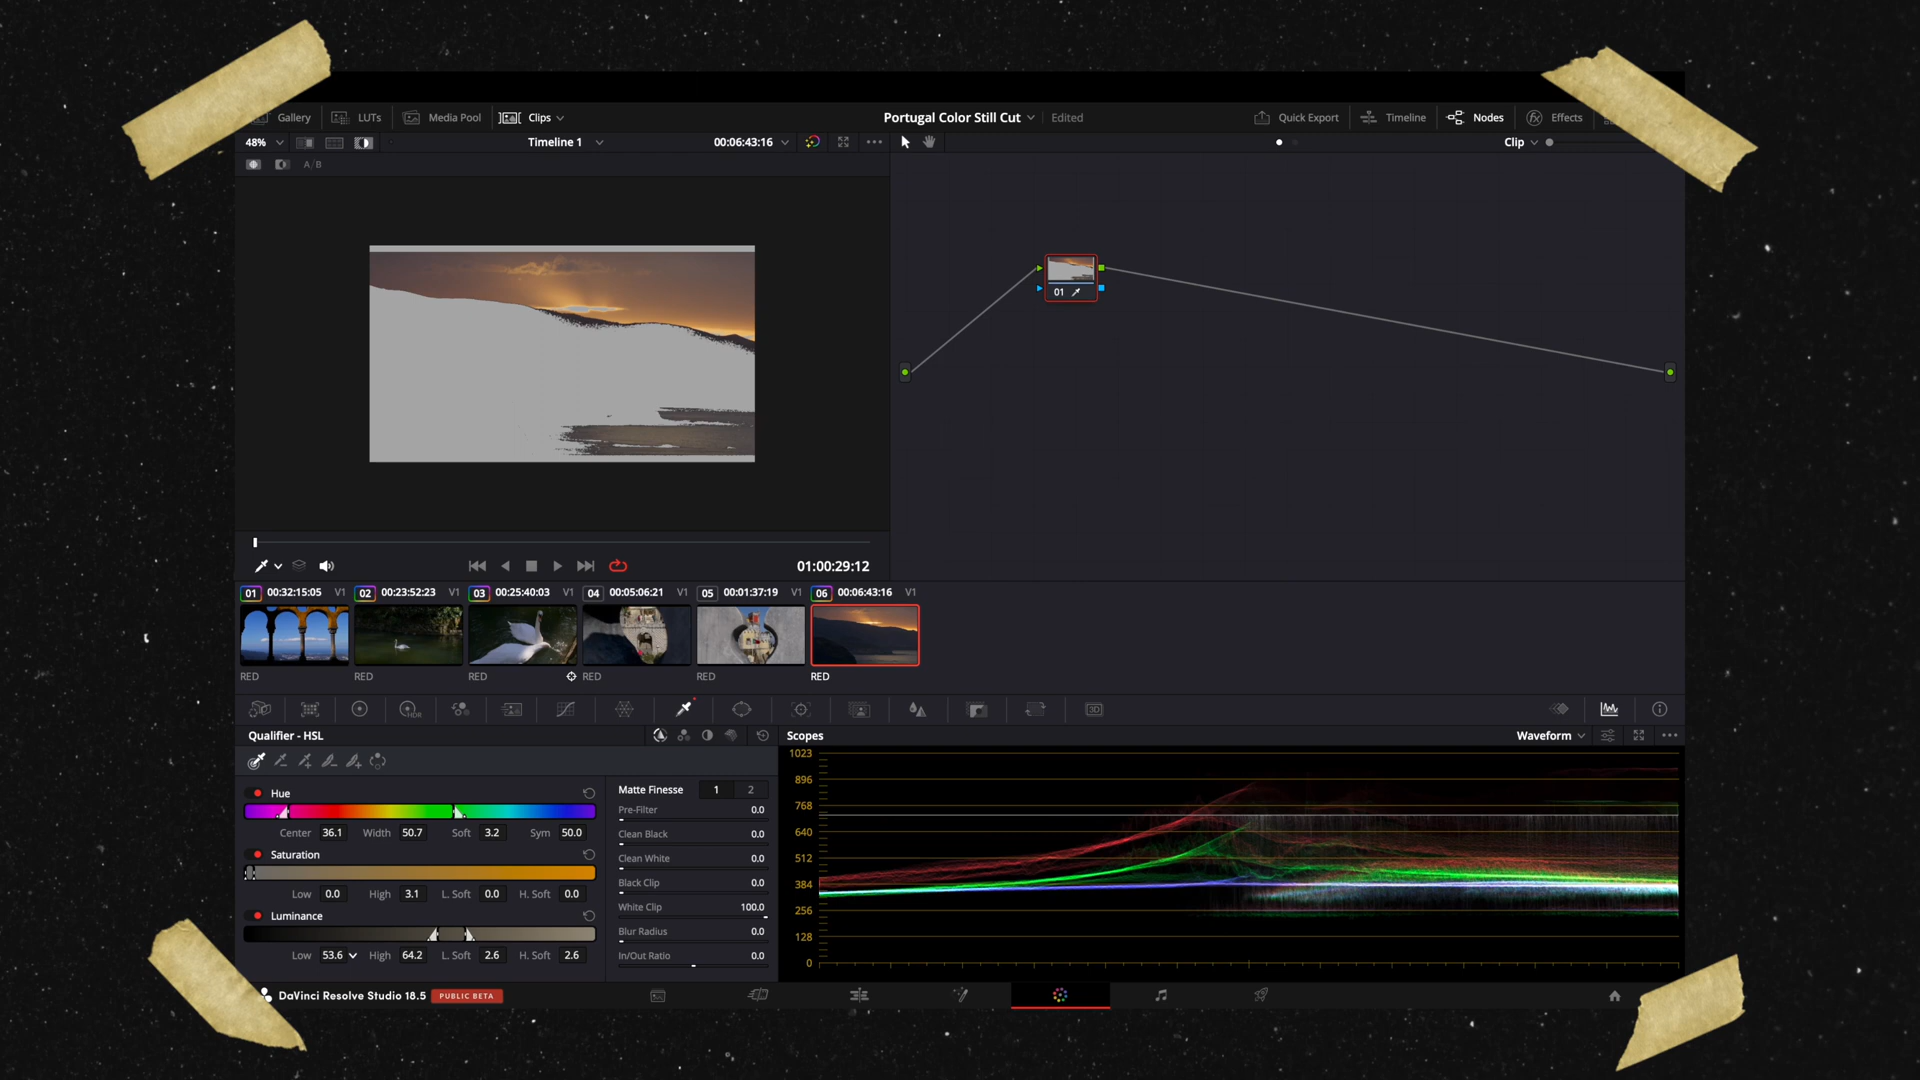 Gallery LUTs Media Pool Clips Portugal Color Still Cut Edited Quick Export Timeline Nodes Effects
48% Timeline 1 00:06:43:16 Clip
A/B
01
01:00:29:12
01 00:32:15:05 V1 02 00:23:52:23 V1 03 00:25:40:03 V1 04 00:05:06:21 V1 05 00:01:37:19 V1 06 00:06:43:16 V1
RED RED RED RED RED RED
HDR 3D
Qualifier - HSL
Hue
Center 36.1 Width 50.7 Soft 3.2 Sym 50.0
Saturation
Low 0.0 High 3.1 L. Soft 0.0 H. Soft 0.0
Luminance
Low 53.6 High 64.2 L. Soft 2.6 H. Soft 2.6
Matte Finesse 1 2
Pre-Filter 0.0
Clean Black 0.0
Clean White 0.0
Black Clip 0.0
White Clip 100.0
Blur Radius 0.0
In/Out Ratio 0.0
Scopes Waveform
1023
896
768
640
512
384
256
128
0
DaVinci Resolve Studio 18.5 PUBLIC BETA